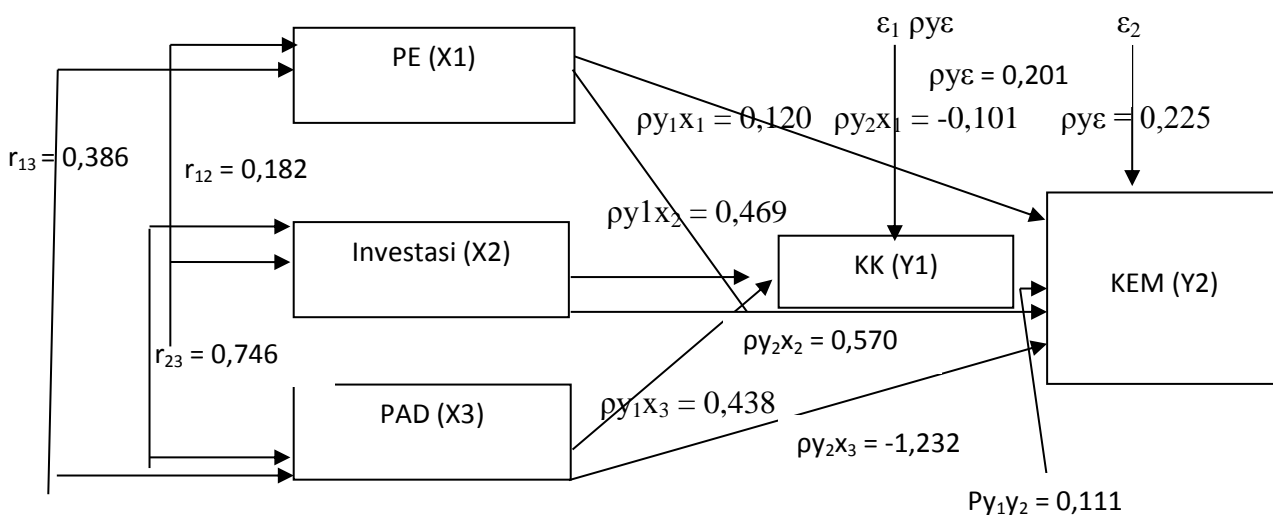 ε₁ ρyε
ε₂
PE (X1)
ρyε = 0,201
ρy₁x₁ = 0,120
ρy₂x₁ = -0,101
ρyε = 0,225
r₁₃ = 0,386
r₁₂ = 0,182
ρy1x₂ = 0,469
Investasi (X2)
KK (Y1)
KEM (Y2)
r₂₃ = 0,746
ρy₂x₂ = 0,570
PAD (X3)
ρy₁x₃ = 0,438
ρy₂x₃ = -1,232
Py₁y₂ = 0,111